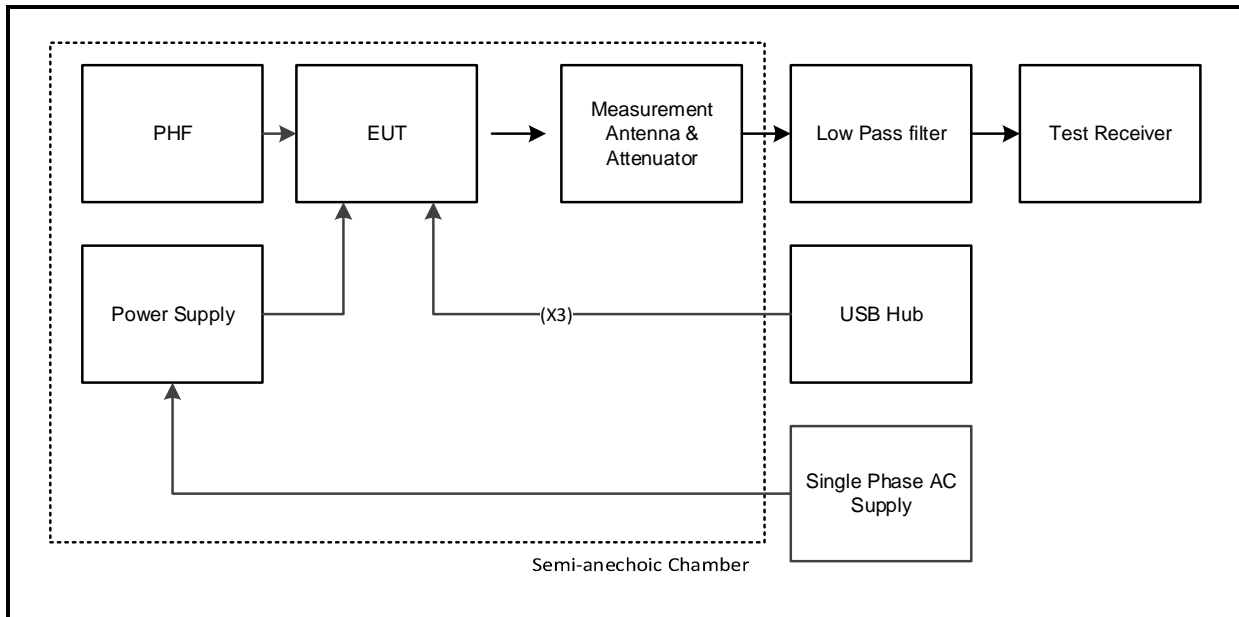 PHF
EUT
Measurement
Antenna &
Attenuator
Low Pass filter
Test Receiver
Power Supply
(X3)
USB Hub
Single Phase AC
Supply
Semi-anechoic Chamber